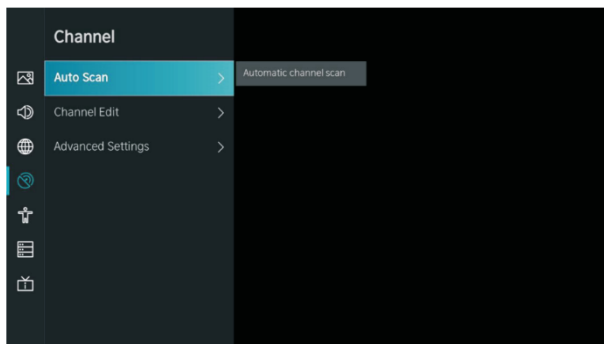 Channel
Auto Scan
Automatic channel scan
Channel Edit
Advanced Settings